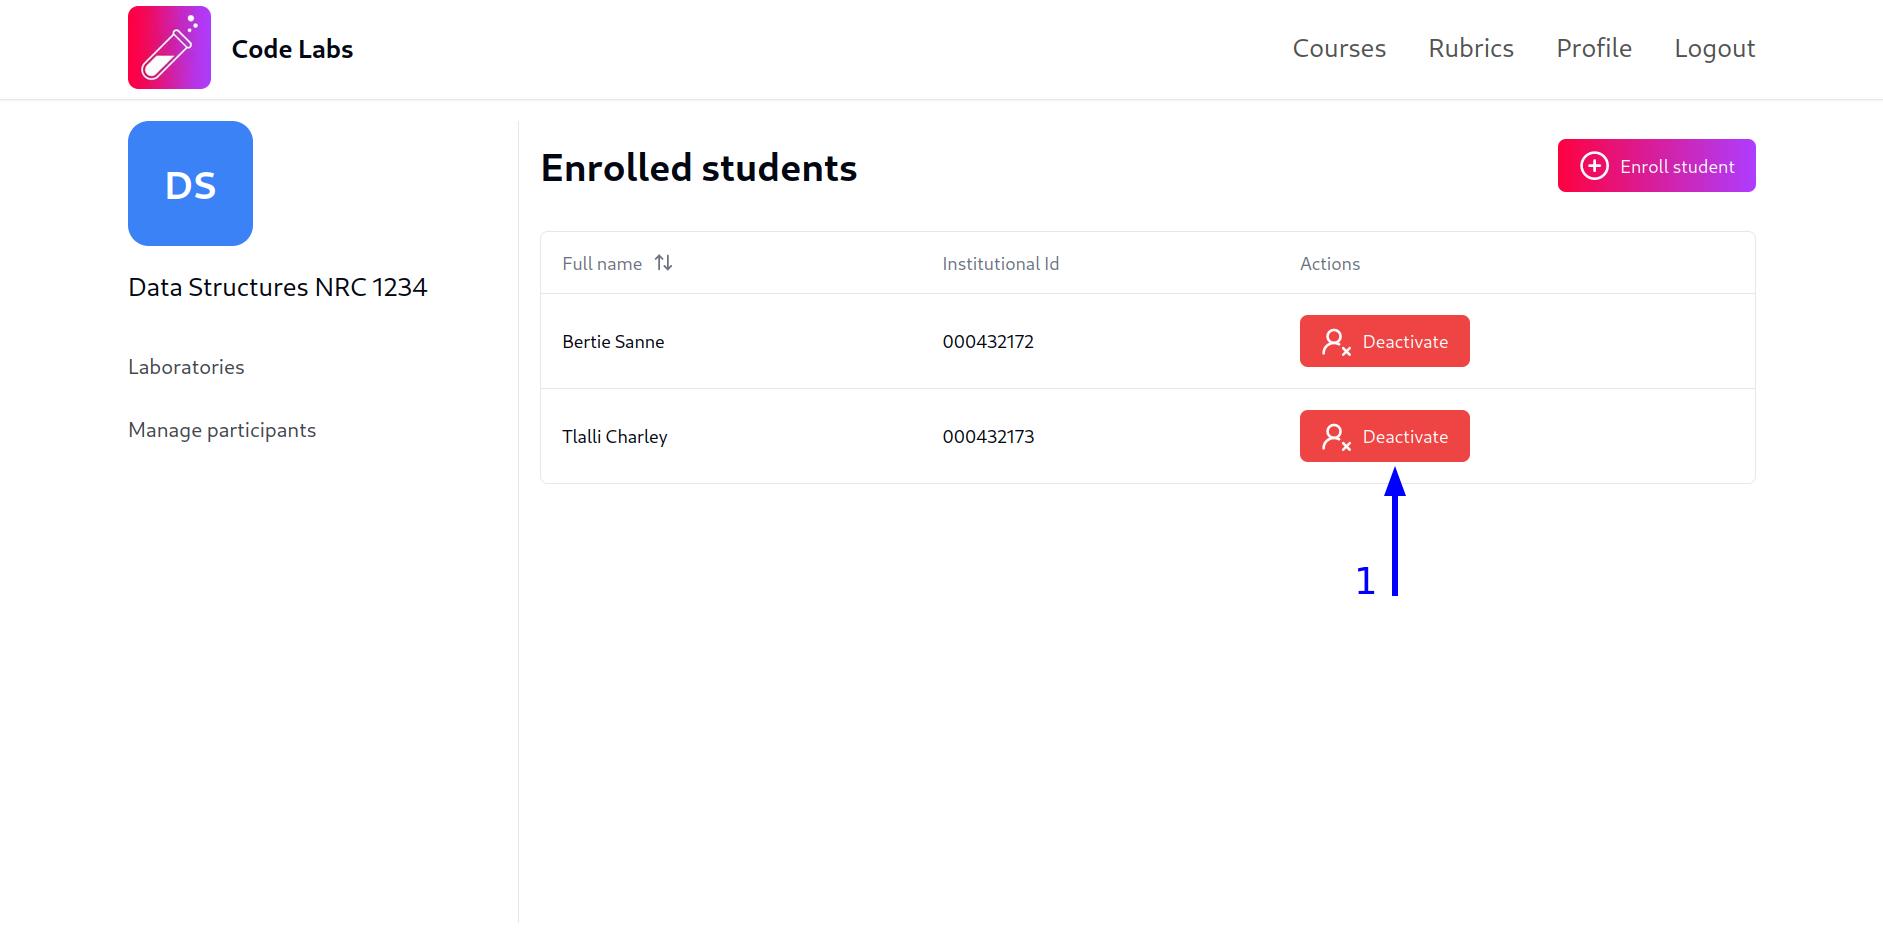 Code Labs
Courses Rubrics Profile Logout
DS
Data Structures NRC 1234
Laboratories
Manage participants
Enrolled students
Enroll student
Full name Institutional Id Actions
Bertie Sanne 000432172 Deactivate
Tlalli Charley 000432173 Deactivate
1